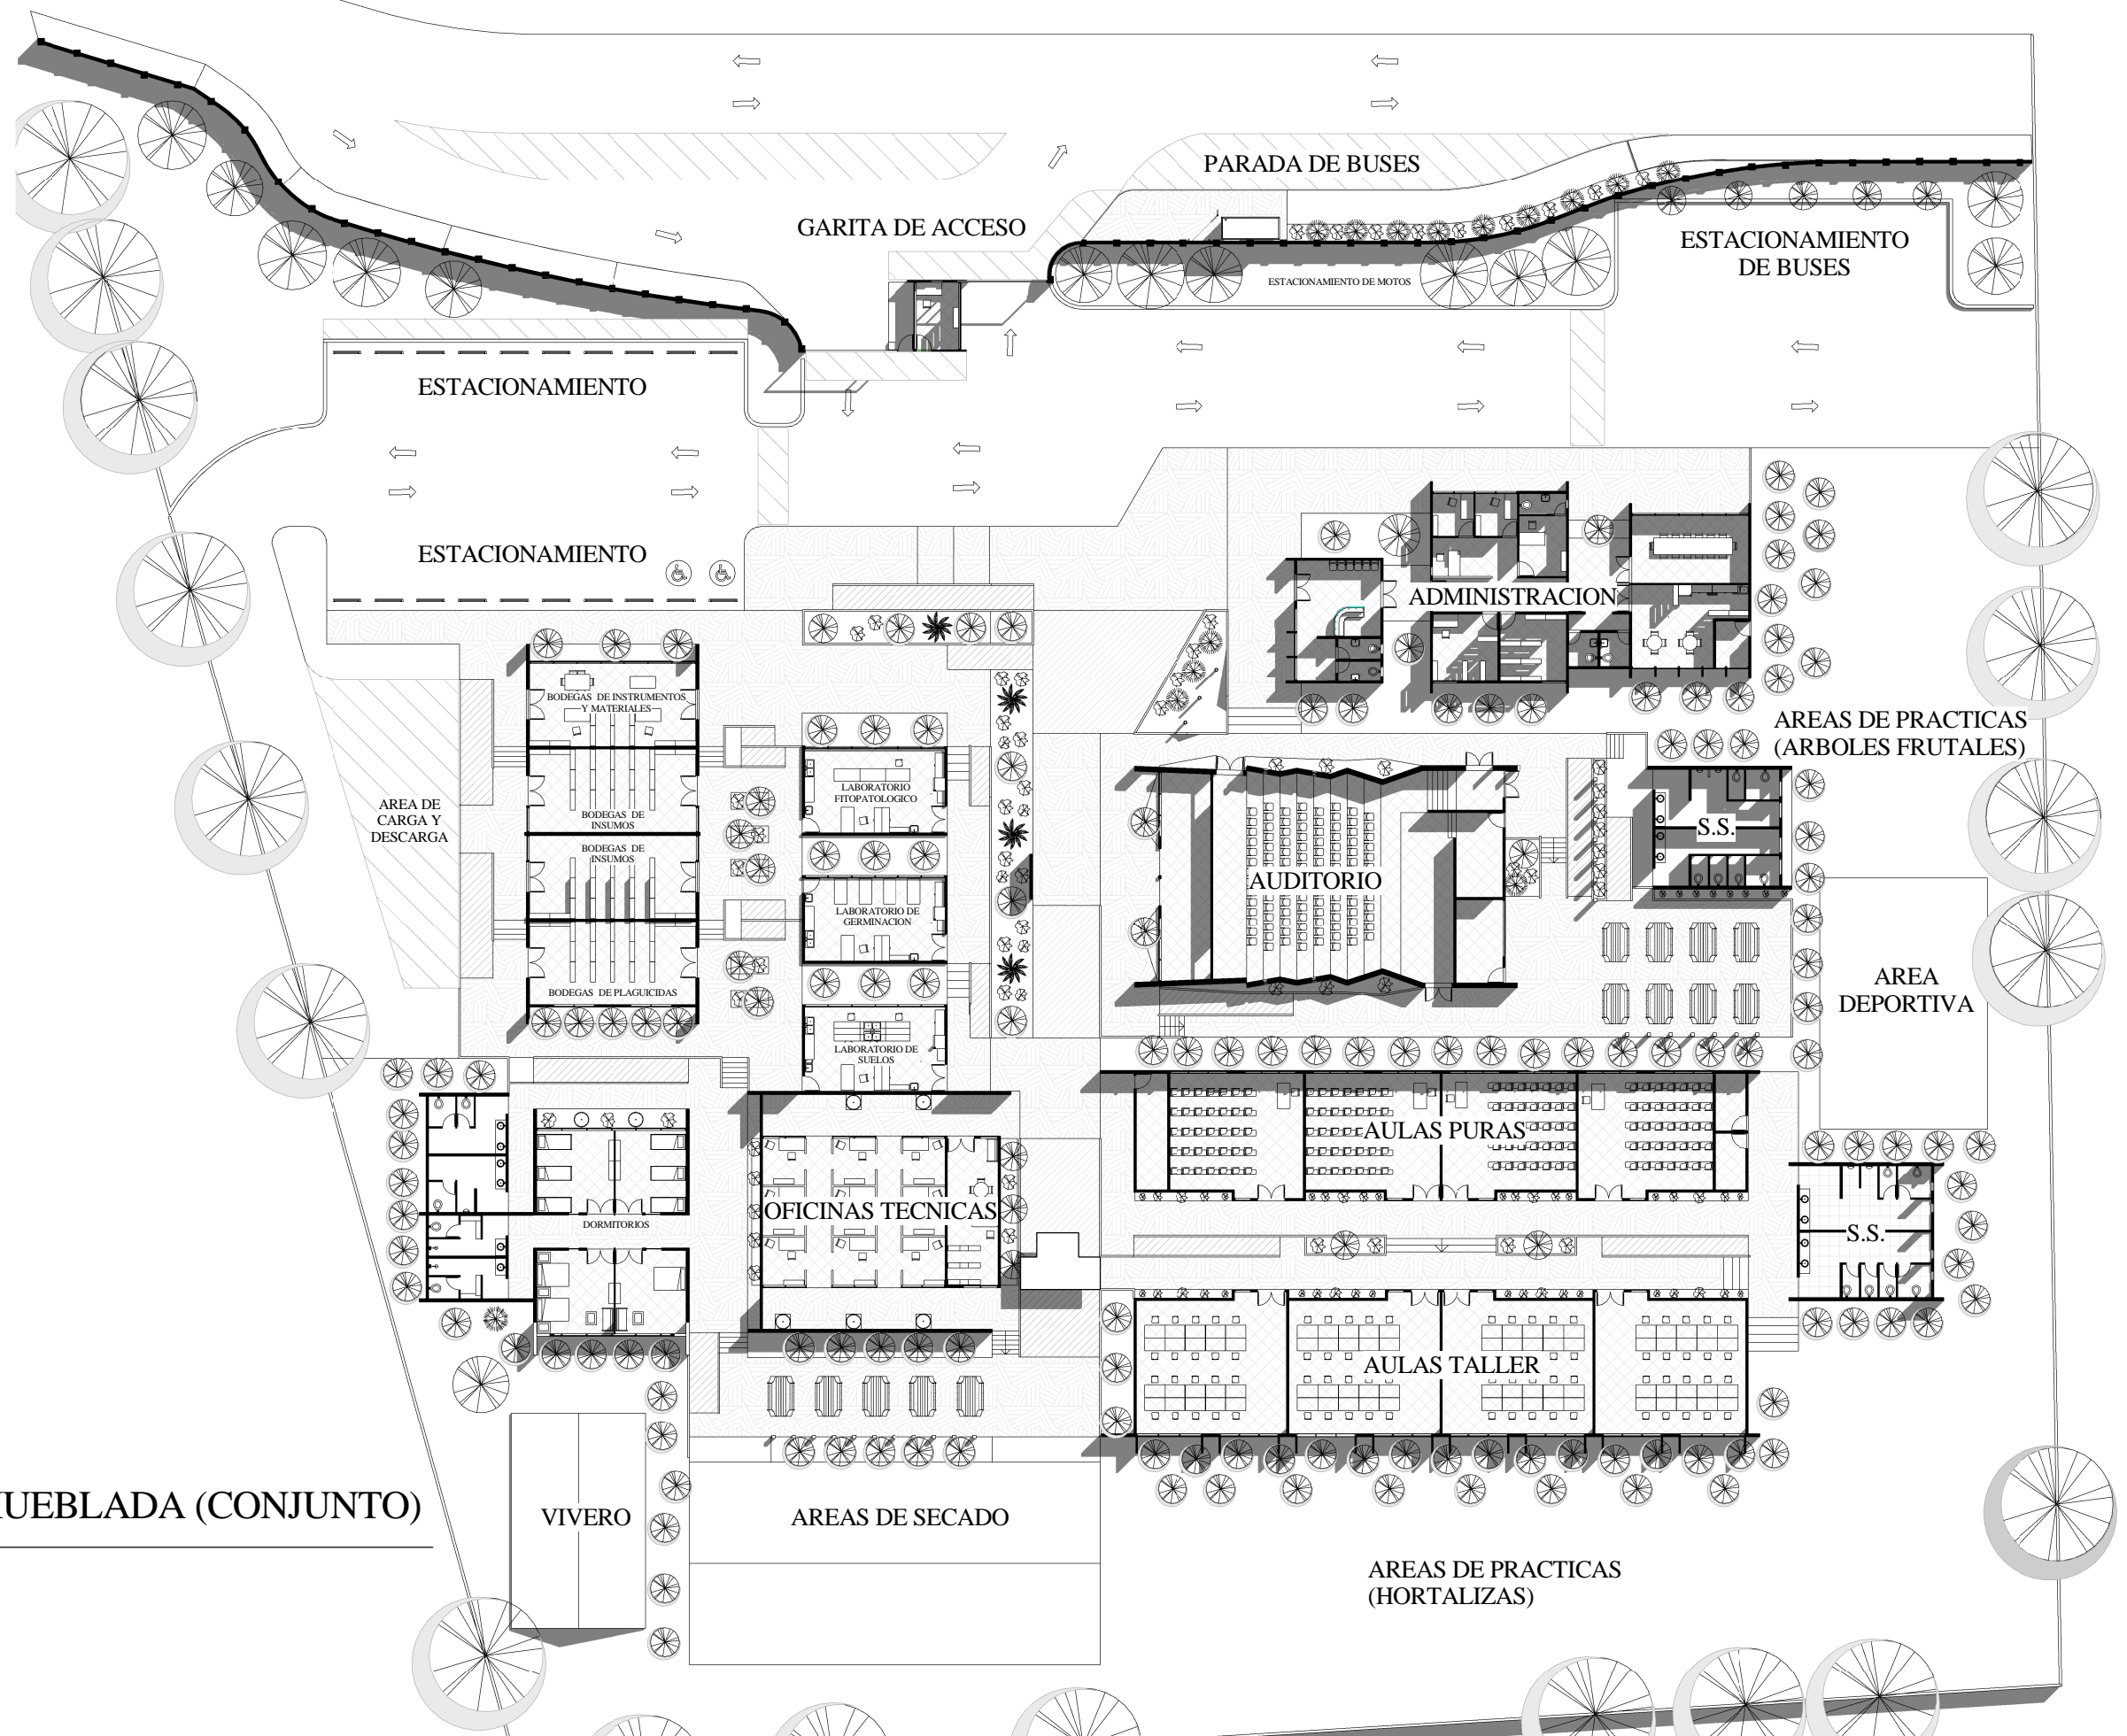 PARADA DE BUSES
GARITA DE ACCESO
ESTACIONAMIENTO
DE BUSES
ESTACIONAMIENTO DE MOTOS
ESTACIONAMIENTO
ESTACIONAMIENTO
ADMINISTRACION
BODEGAS DE INSTRUMENTOS
Y MATERIALES
AREAS DE PRACTICAS
(ARBOLES FRUTALES)
LABORATORIO
FITOPATOLOGICO
AREA DE
CARGA Y
DESCARGA
BODEGAS DE
INSUMOS
BODEGAS DE
INSUMOS
S.S.
AUDITORIO
LABORATORIO DE
GERMINACION
BODEGAS DE PLAGUICIDAS
AREA
DEPORTIVA
LABORATORIO DE
SUELOS
AULAS PURAS
OFICINAS TECNICAS
DORMITORIOS
S.S.
AULAS TALLER
UEBLADA (CONJUNTO)
VIVERO
AREAS DE SECADO
AREAS DE PRACTICAS
(HORTALIZAS)